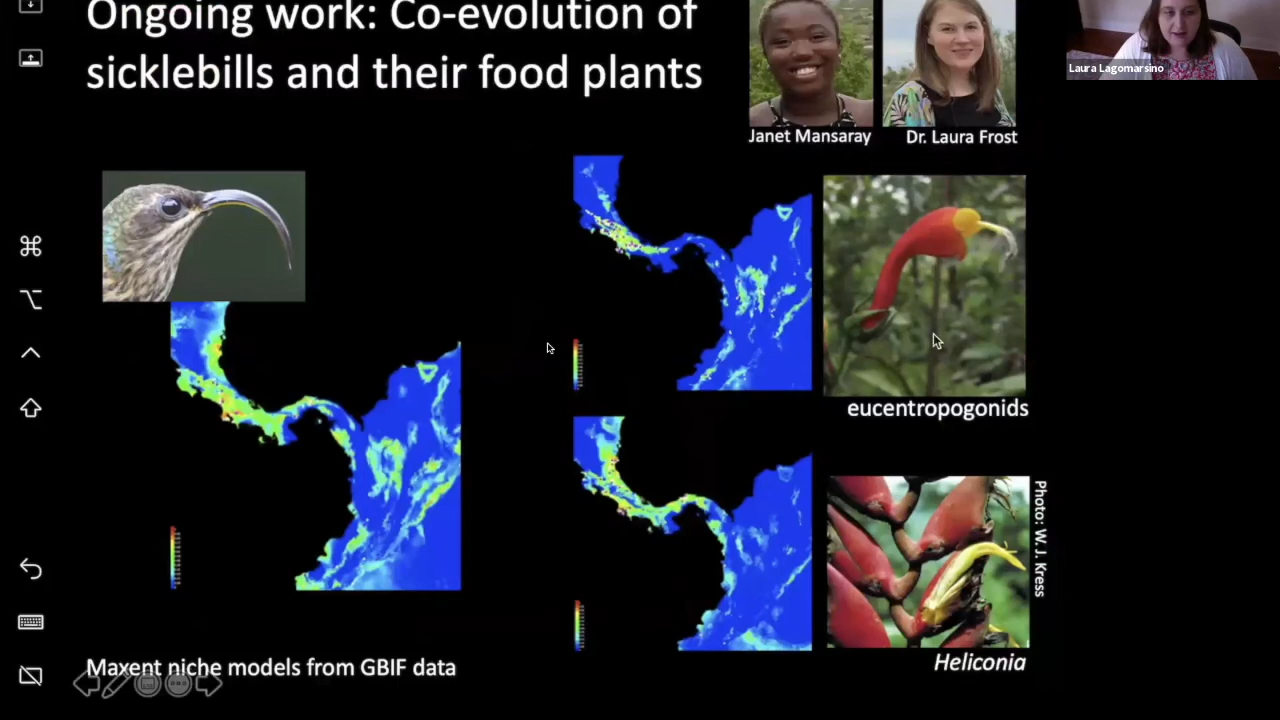 Ongoing work: Co-evolution of
sicklebills and their food plants
Laura Lagomarsino
Janet Mansaray
Dr. Laura Frost
eucentropogonids
Photo: W. J. Kress
Heliconia
Maxent niche models from GBIF data